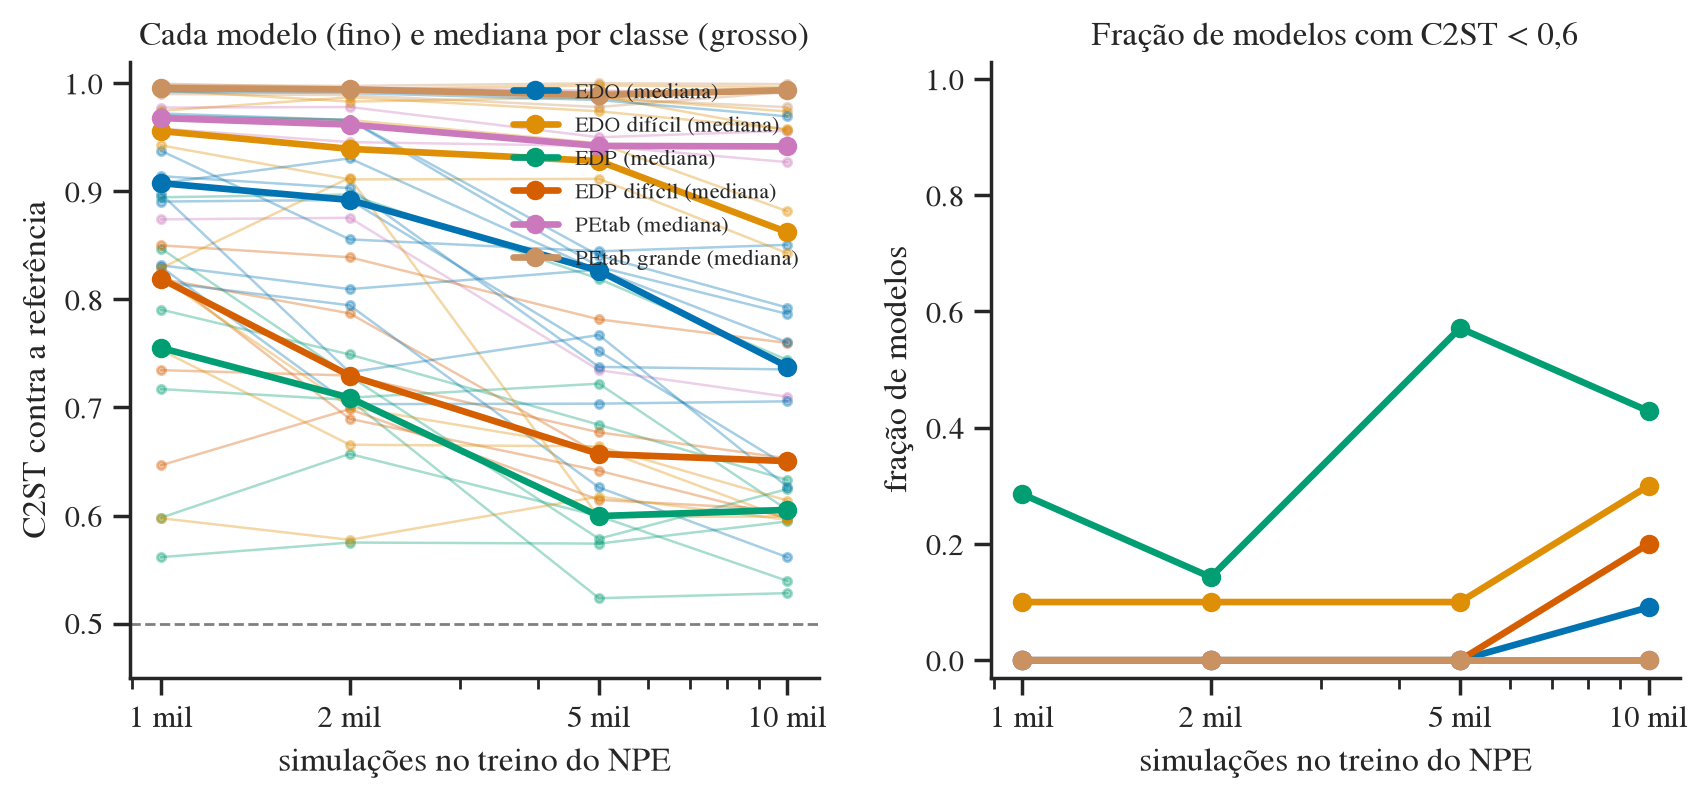 Cada modelo (fino) e mediana por classe (grosso)
C2ST contra a referência
1.0
0.9
0.8
0.7
0.6
0.5
EDO (mediana)
EDO difícil (mediana)
EDP (mediana)
EDP difícil (mediana)
PEtab (mediana)
PEtab grande (mediana)
1 mil
2 mil
5 mil
10 mil
simulações no treino do NPE
Fração de modelos com C2ST < 0,6
fração de modelos
1.0
0.8
0.6
0.4
0.2
0.0
1 mil
2 mil
5 mil
10 mil
simulações no treino do NPE